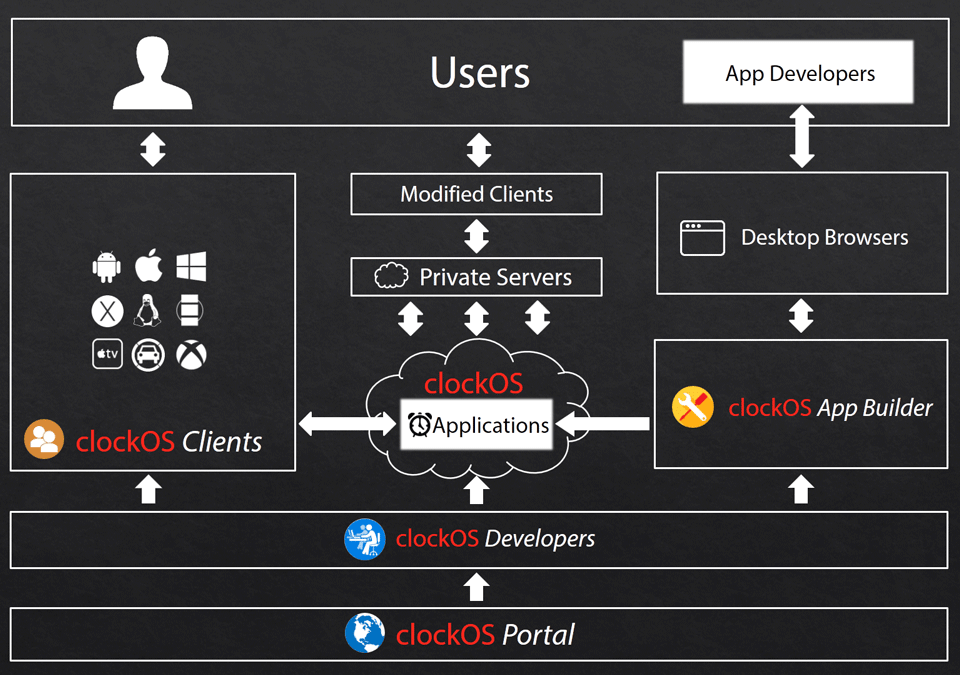 Users
App Developers
Modified Clients
Desktop Browsers
Private Servers
X
tv
clockOS
Applications
clockOS App Builder
clockOS Clients
clockOS Developers
clockOS Portal